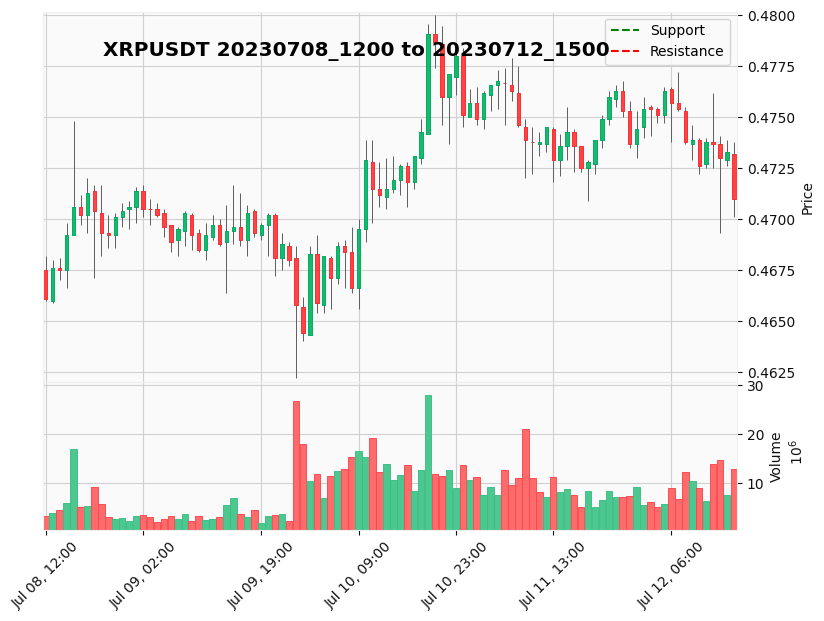 XRPUSDT 20230708_1200 to 20230712_1500
Support
Resistance
0.4800
0.4775
0.4750
0.4725
0.4700
0.4675
0.4650
0.4625
Price
30
20
10
Volume
10^6
Jul 08, 12:00
Jul 09, 02:00
Jul 09, 19:00
Jul 10, 09:00
Jul 10, 23:00
Jul 11, 13:00
Jul 12, 06:00